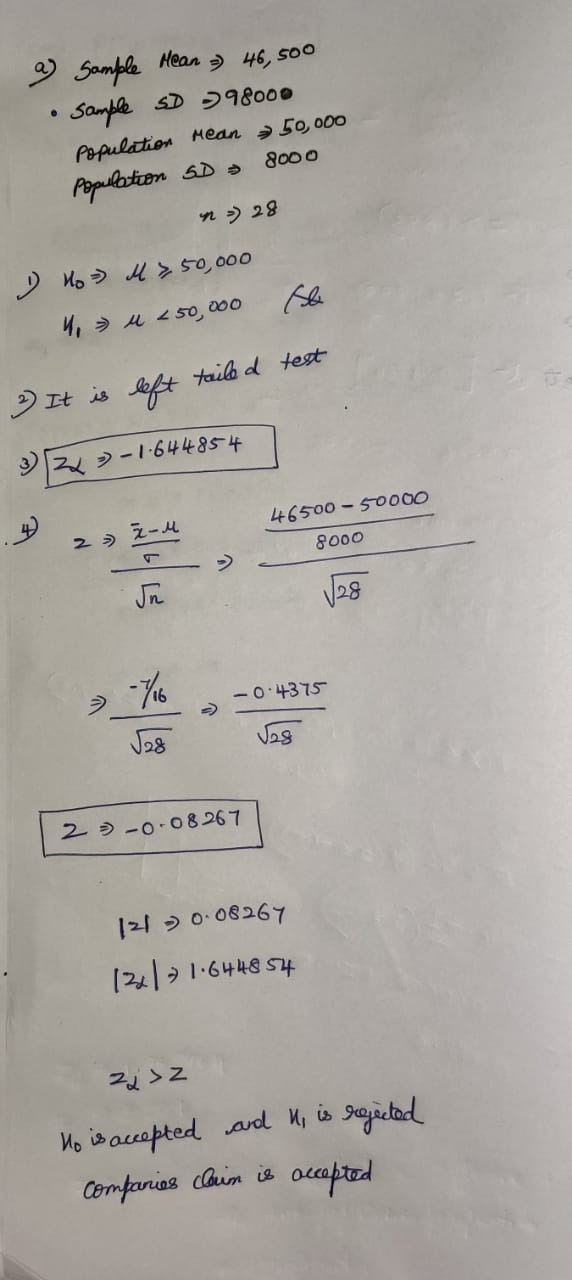 a) Sample Mean ⇒ 46,500
• Sample SD ⇒ 98000
Population Mean ⇒ 50,000
Population SD ⇒ 8000
n ⇒ 28
1) H₀ ⇒ μ ≥ 50,000
H₁ ⇒ μ < 50,000
2) It is left tailed test
3) Zα ⇒ -1.644854
4) z ⇒ ((x̄-μ)/σ)/√n ⇒ ((46500-50000)/8000)/√28
⇒ (-7/16)/√28 ⇒ -0.4375/√28
Z ⇒ -0.08267
|z| ⇒ 0.08267
|Zα| ⇒ 1.644854
Zα > Z
H₀ is accepted and H₁ is rejected
Companies claim is accepted